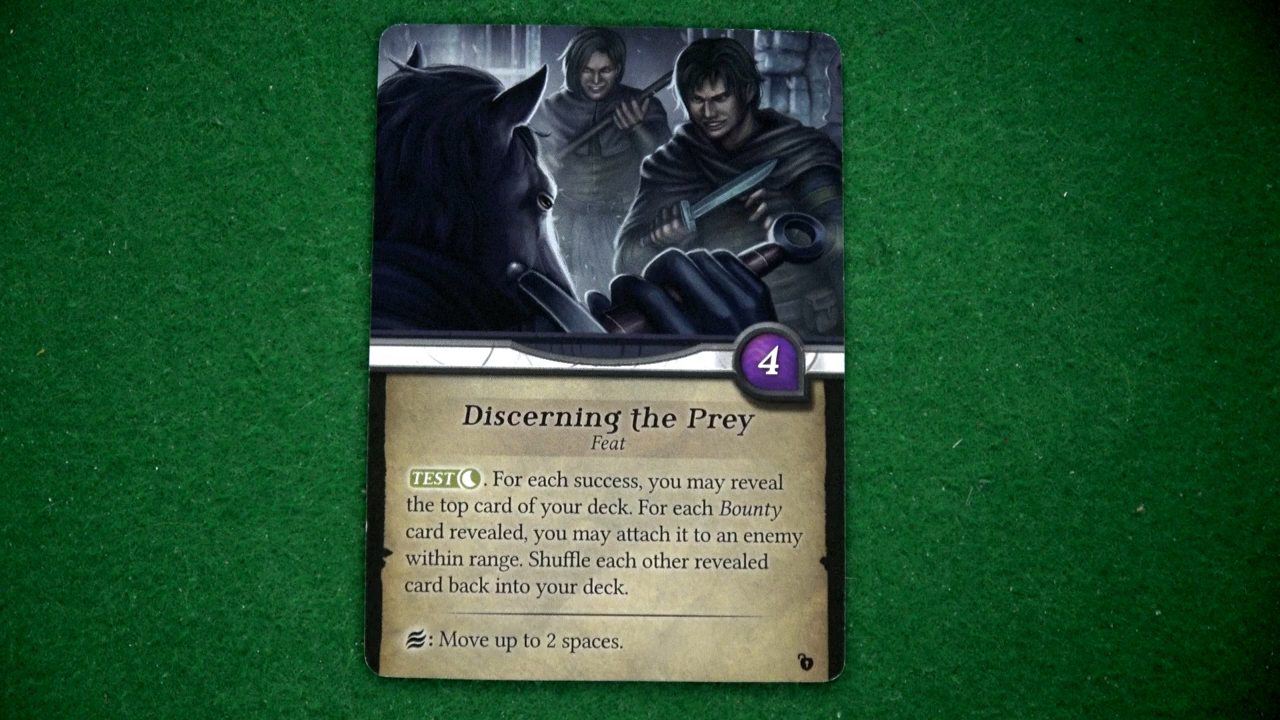 4
Discerning the Prey
Feat
TEST. For each success, you may reveal
the top card of your deck. For each Bounty
card revealed, you may attach it to an enemy
within range. Shuffle each other revealed
card back into your deck.
: Move up to 2 spaces.